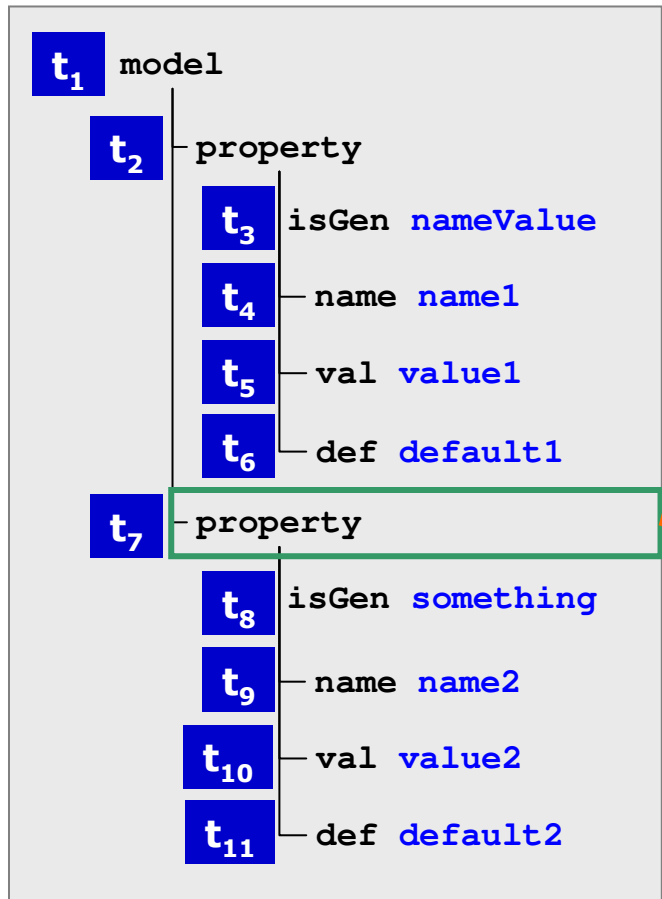 t1 model
t2 property
t3 isGen nameValue
t4 name name1
t5 val value1
t6 def default1
t7 property
t8 isGen something
t9 name name2
t10 val value2
t11 def default2